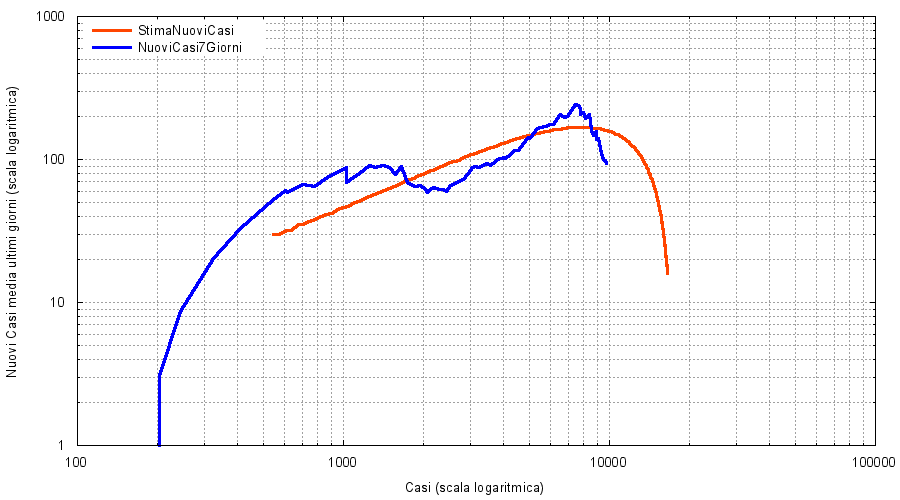 1000
StimaNuoviCasi
NuoviCasi7Giorni
100
10
1
100
1000
10000
100000
Nuovi Casi media ultimi giorni (scala logaritmica)
Casi (scala logaritmica)